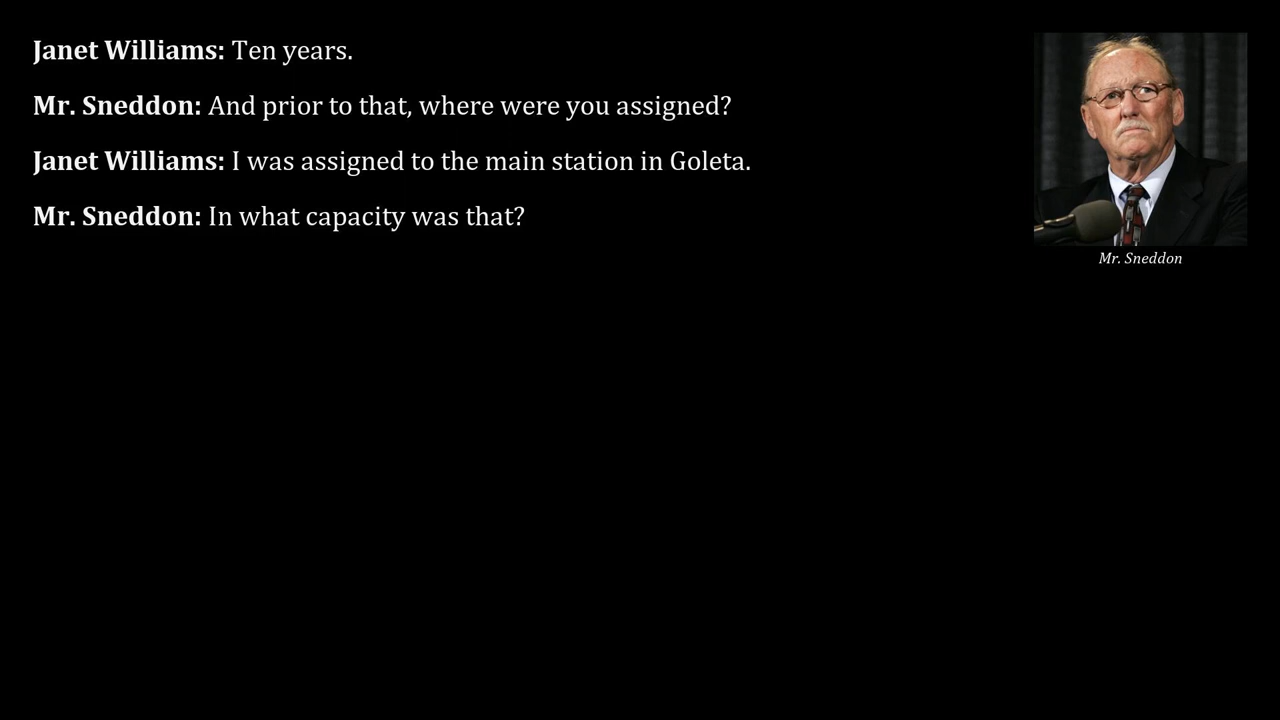 Janet Williams: Ten years.
Mr. Sneddon: And prior to that, where were you assigned?
Janet Williams: I was assigned to the main station in Goleta.
Mr. Sneddon: In what capacity was that?
Mr. Sneddon